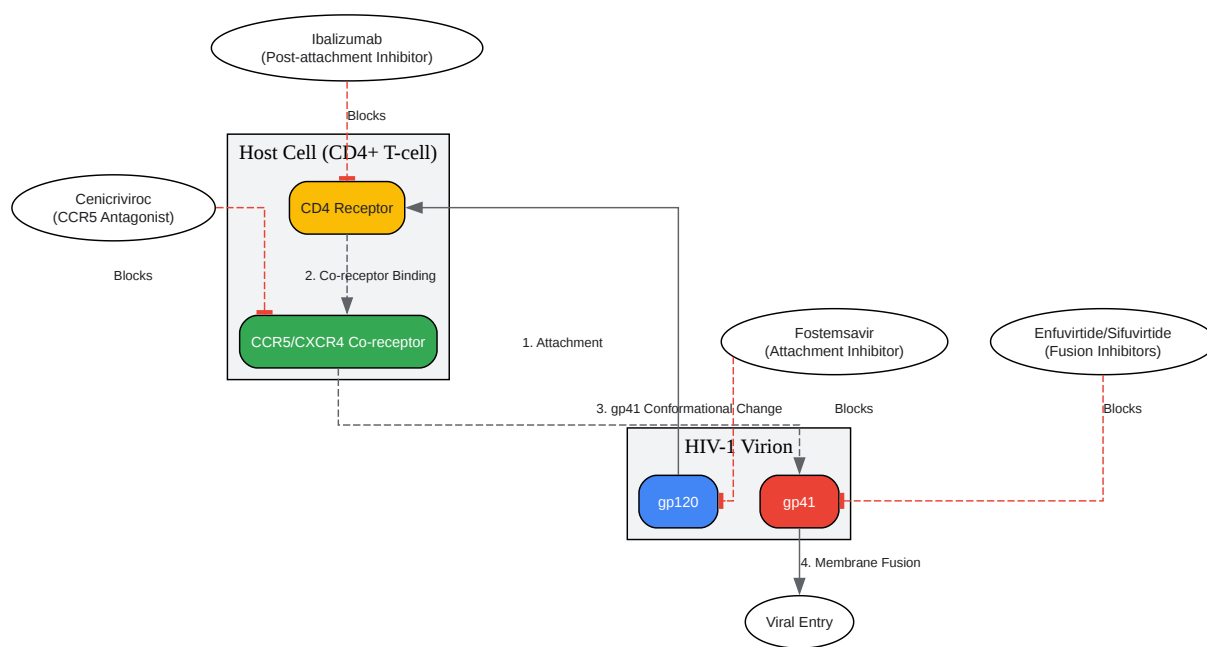 Ibalizumab
(Post-attachment Inhibitor)
Blocks
Host Cell (CD4+ T-cell)
Cenicriviroc
(CCR5 Antagonist)
CD4 Receptor
Blocks
2. Co-receptor Binding
CCR5/CXCR4 Co-receptor
1. Attachment
Fostemsavir
(Attachment Inhibitor)
Enfuvirtide/Sifuvirtide
(Fusion Inhibitors)
3. gp41 Conformational Change
Blocks
Blocks
HIV-1 Virion
gp120
gp41
4. Membrane Fusion
Viral Entry